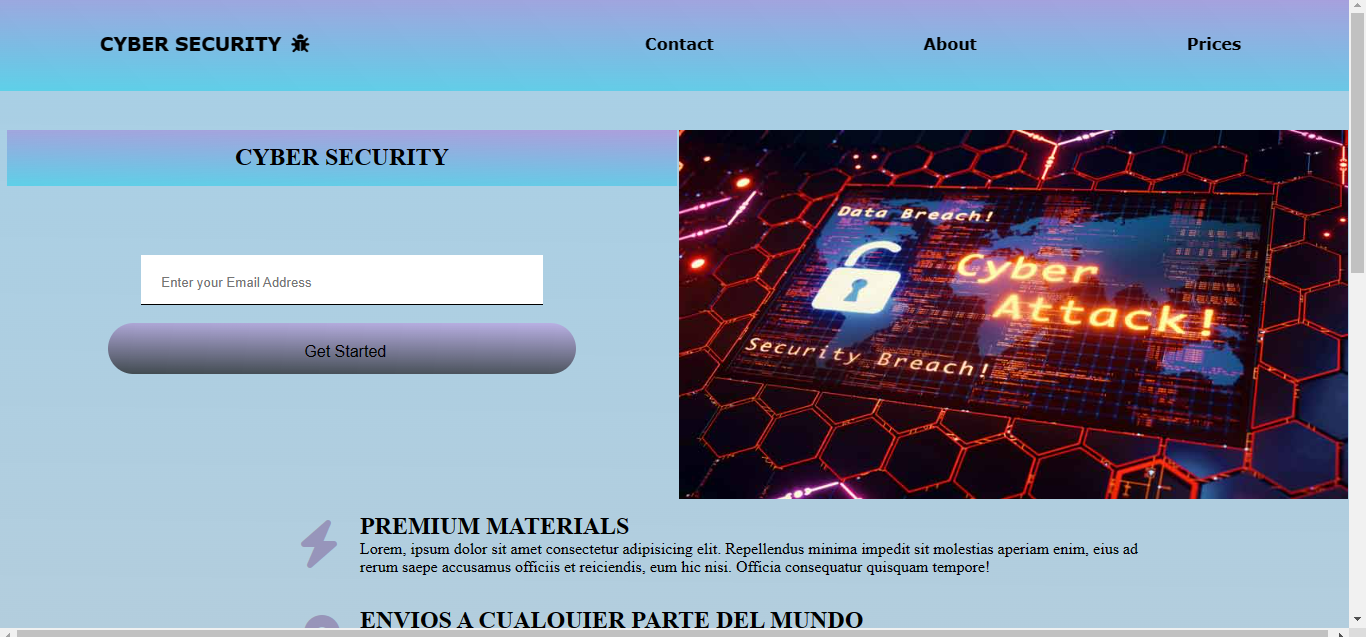 CYBER SECURITY
Contact
About
Prices
CYBER SECURITY
Enter your Email Address
Get Started
Data Breach!
Cyber
Attack!
Security Breach!
PREMIUM MATERIALS
Lorem, ipsum dolor sit amet consectetur adipisicing elit. Repellendus minima impedit sit molestias aperiam enim, eius ad
rerum saepe accusamus officiis et reiciendis, eum hic nisi. Officia consequatur quisquam tempore!
ENVIOS A CUALQUIER PARTE DEL MUNDO